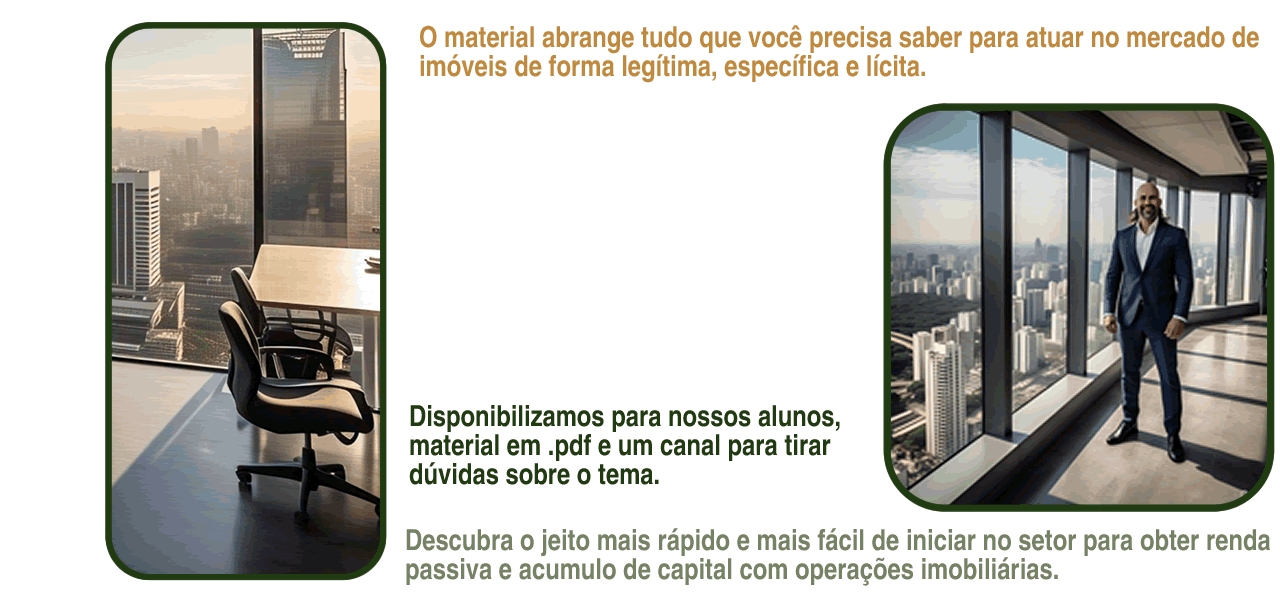 O material abrange tudo que você precisa saber para atuar no mercado de
imóveis de forma legítima, específica e lícita.
Disponibilizamos para nossos alunos,
material em .pdf e um canal para tirar
dúvidas sobre o tema.
Descubra o jeito mais rápido e mais fácil de iniciar no setor para obter renda
passiva e acumulo de capital com operações imobiliárias.